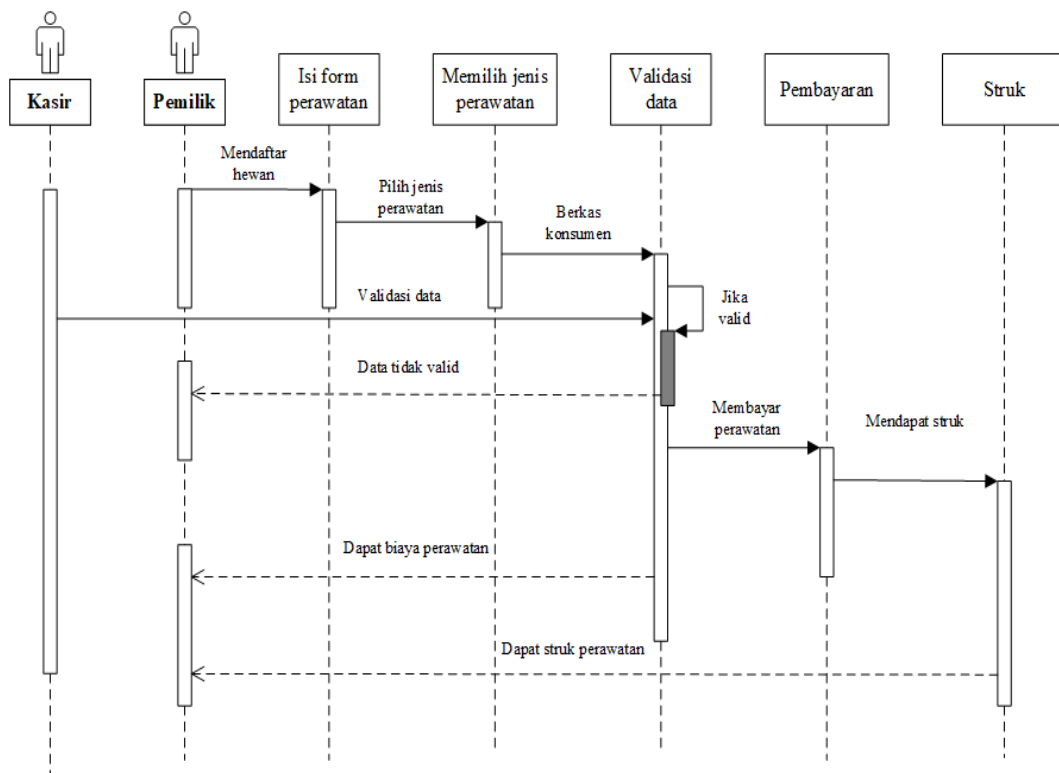 Kasir
Pemilik
Isi form
perawatan
Memilih jenis
perawatan
Validasi
data
Pembayaran
Struk
Mendaftar
hewan
Pilih jenis
perawatan
Berkas
konsumen
Validasi data
Jika
valid
Data tidak valid
Membayar
perawatan
Mendapat struk
Dapat biaya perawatan
Dapat struk perawatan